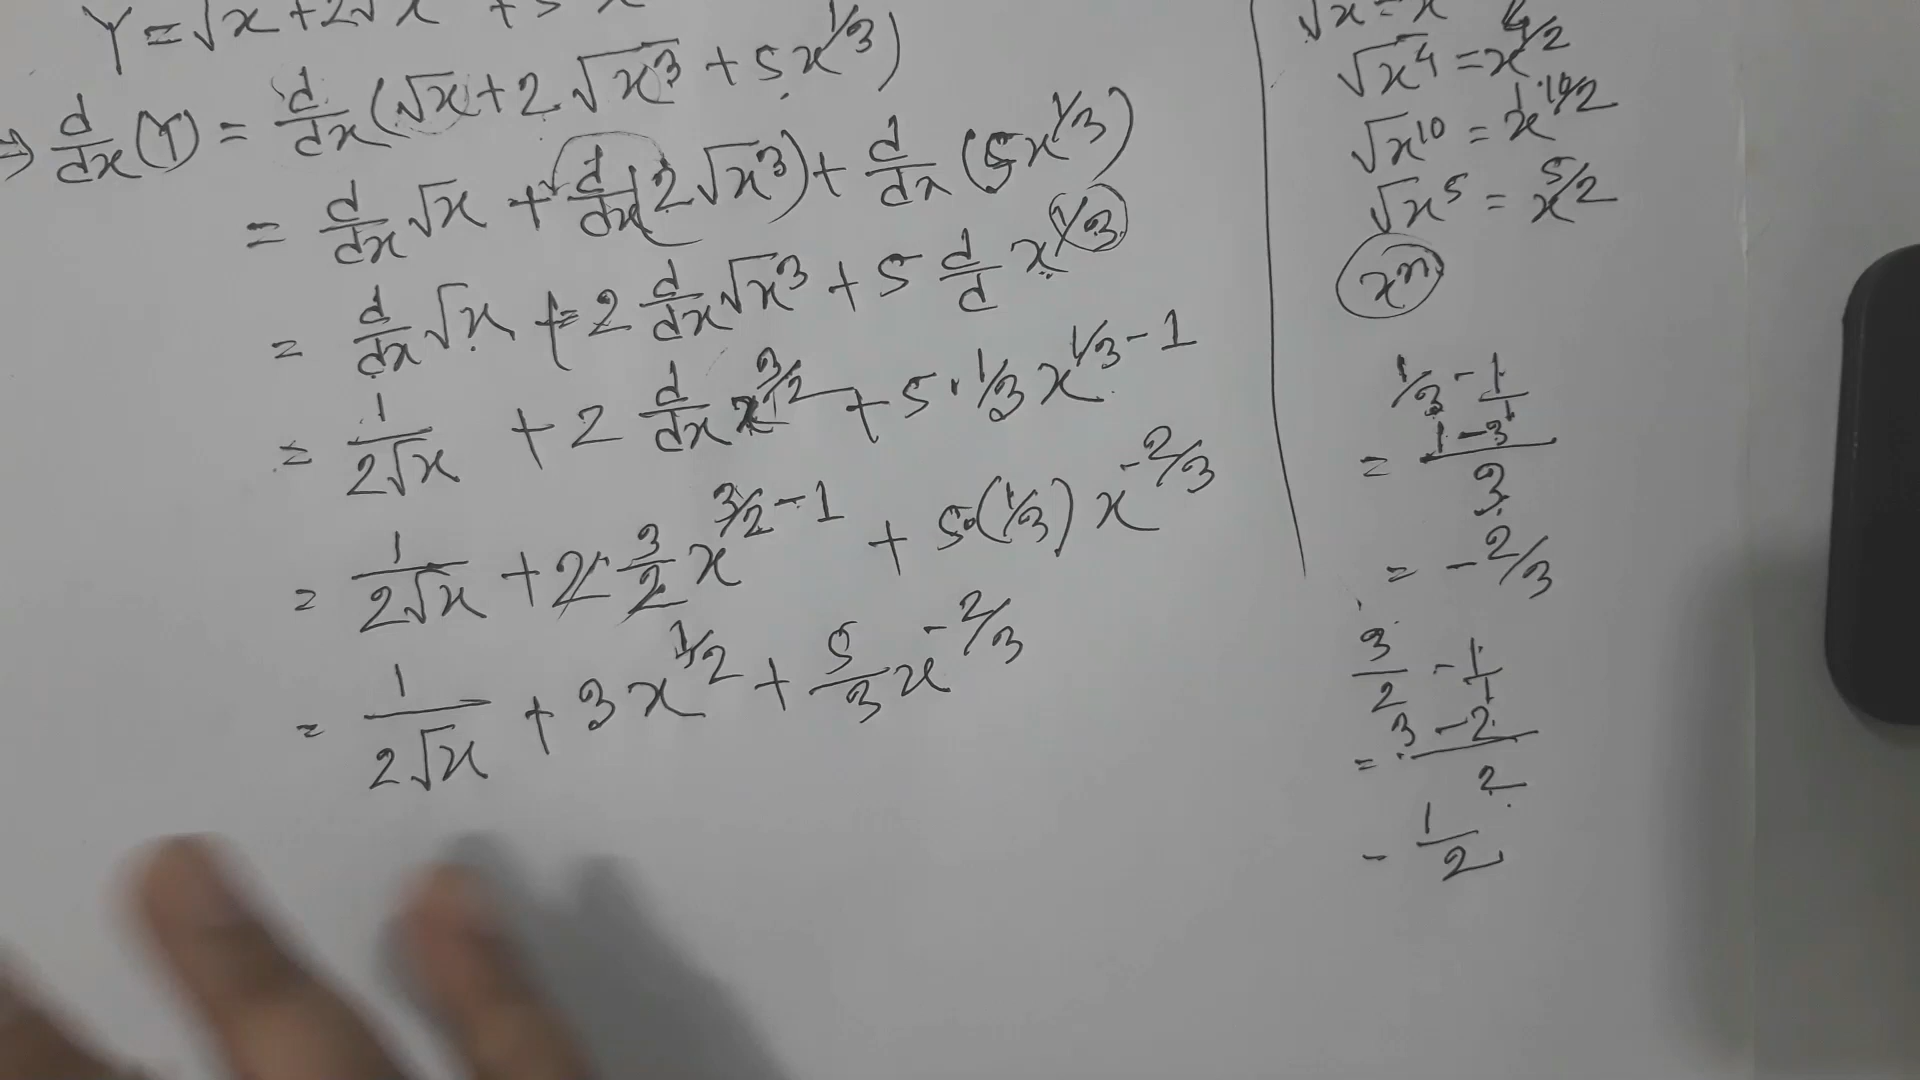 Y = √x + 2√x + 5 x
⇒ d/dx (Y) = d/dx (√x + 2 √x³ + 5x^1/3)
= d/dx √x + d/dx (2√x³) + d/dx (5x^1/3)
= d/dx √x + 2 d/dx √x³ + 5 d/d x^1/3
= 1/2√x + 2 d/dx x^3/2 + 5·1/3 x^1/3-1
= 1/2√x + 2·3/2 x^3/2-1 + 5·(1/3) x^-2/3
= 1/2√x + 3x^1/2 + 5/3 x^-2/3
√x = x
√x⁴ = x^4/2
√x¹⁰ = x^10/2
√x⁵ = x^5/2
xⁿ
1/3 - 1/1
= 1-3/3
= -2/3
3/2 - 1/1
= 3-2/2
- 1/2